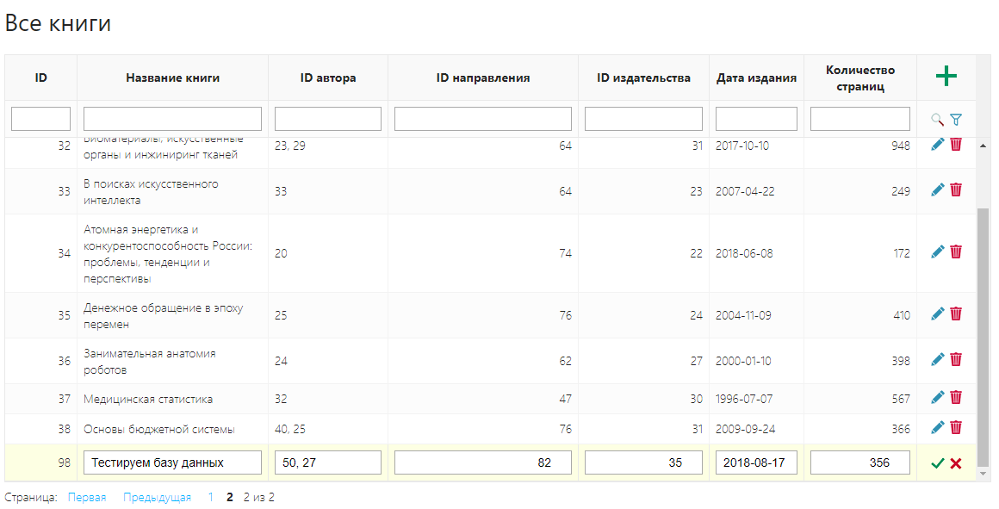 Все книги
ID Название книги ID автора ID направления ID издательства Дата издания Количество страниц
32 Биоматериалы, искусственные органы и инжиниринг тканей 23, 29 64 31 2017-10-10 948
33 В поисках искусственного интеллекта 33 64 23 2007-04-22 249
34 Атомная энергетика и конкурентоспособность России: проблемы, тенденции и перспективы 20 74 22 2018-06-08 172
35 Денежное обращение в эпоху перемен 25 76 24 2004-11-09 410
36 Занимательная анатомия роботов 24 62 27 2000-01-10 398
37 Медицинская статистика 32 47 30 1996-07-07 567
38 Основы бюджетной системы 40, 25 76 31 2009-09-24 366
98 Тестируем базу данных 50, 27 82 35 2018-08-17 356
Страница: Первая Предыдущая 1 2 2 из 2